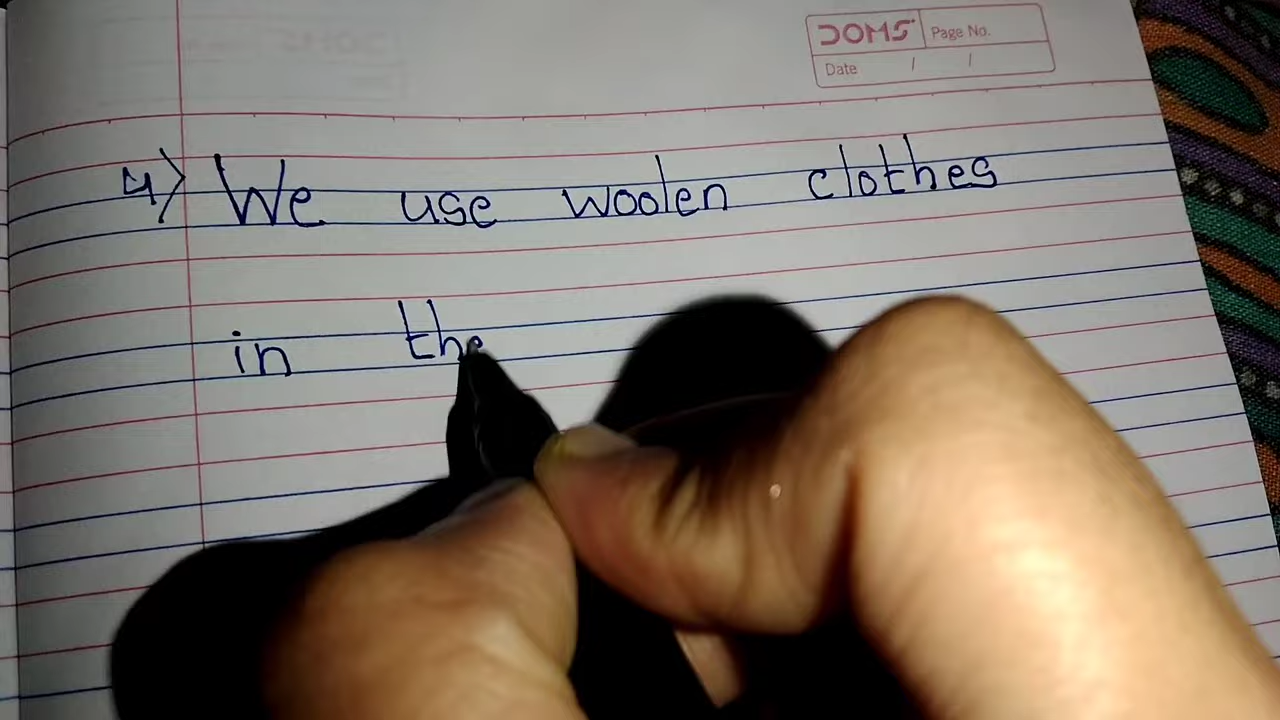 DOMS Page No.
Date / /
4) We use woolen clothes
in the